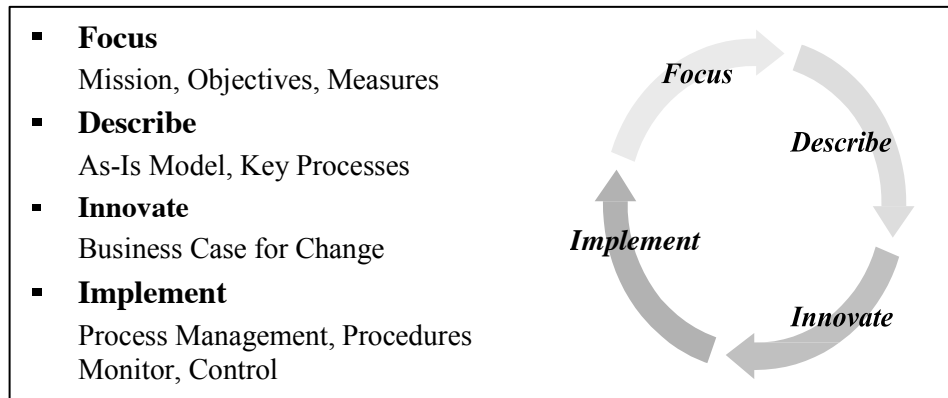 ▪ Focus
Mission, Objectives, Measures
▪ Describe
As-Is Model, Key Processes
▪ Innovate
Business Case for Change
▪ Implement
Process Management, Procedures
Monitor, Control
Focus
Describe
Implement
Innovate